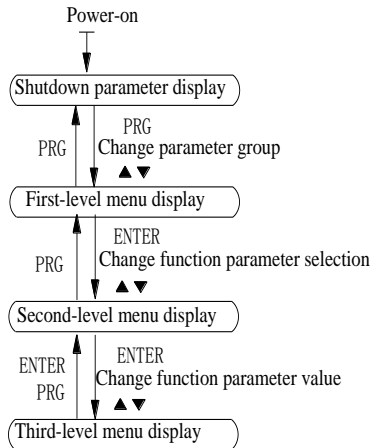 Power-on
Shutdown parameter display
PRG
PRG
Change parameter group
▲ ▼
First-level menu display
ENTER
PRG
Change function parameter selection
▲ ▼
Second-level menu display
ENTER
ENTER
PRG
Change function parameter value
▲ ▼
Third-level menu display